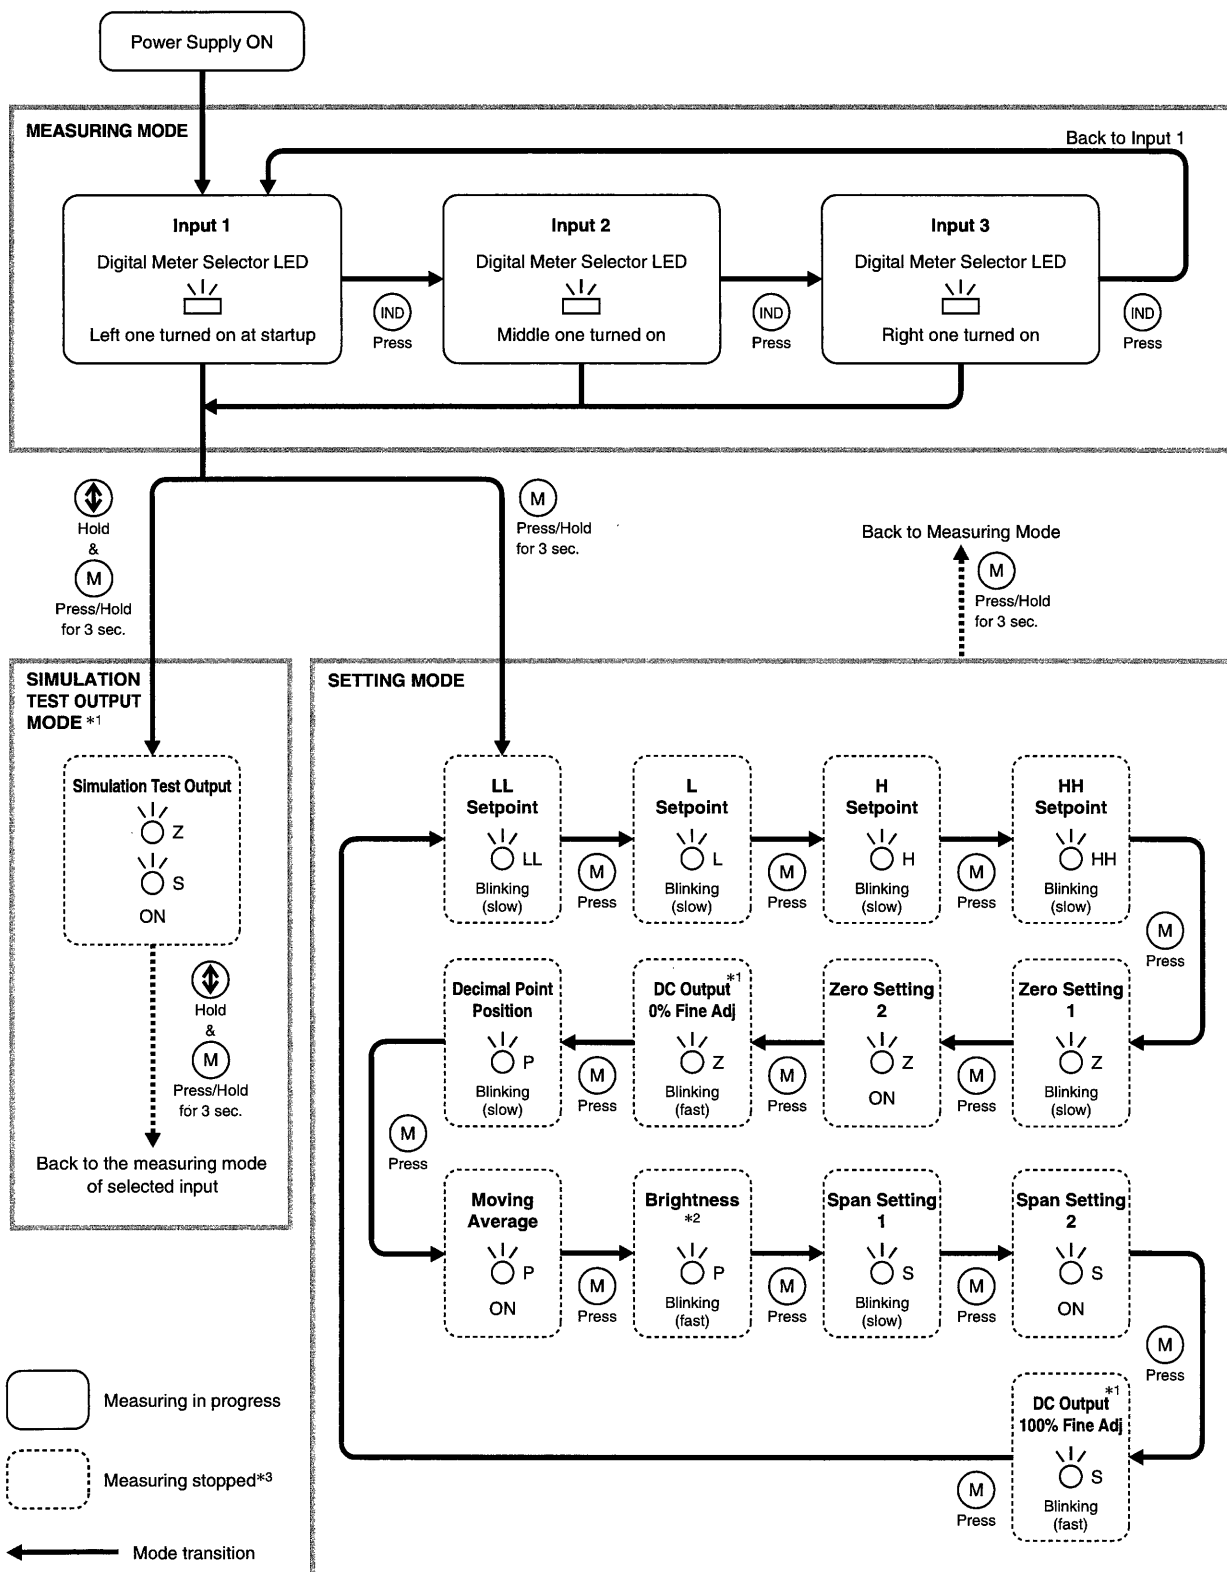 Power Supply ON
MEASURING MODE
Back to Input 1
Input 1
Digital Meter Selector LED
Left one turned on at startup
IND
Press
Input 2
Digital Meter Selector LED
Middle one turned on
IND
Press
Input 3
Digital Meter Selector LED
Right one turned on
IND
Press
Hold
&
M
Press/Hold
for 3 sec.
M
Press/Hold
for 3 sec.
Back to Measuring Mode
M
Press/Hold
for 3 sec.
SIMULATION
TEST OUTPUT
MODE *1
Simulation Test Output
Z
S
ON
Hold
&
M
Press/Hold
for 3 sec.
Back to the measuring mode
of selected input
SETTING MODE
LL
Setpoint
LL
Blinking
(slow)
M
Press
L
Setpoint
L
Blinking
(slow)
M
Press
H
Setpoint
H
Blinking
(slow)
M
Press
HH
Setpoint
HH
Blinking
(slow)
M
Press
Decimal Point
Position
P
Blinking
(slow)
M
Press
DC Output *1
0% Fine Adj
Z
Blinking
(fast)
M
Press
Zero Setting
2
Z
ON
M
Press
Zero Setting
1
Z
Blinking
(slow)
M
Press
Moving
Average
P
ON
M
Press
Brightness
*2
P
Blinking
(fast)
M
Press
Span Setting
1
S
Blinking
(slow)
M
Press
Span Setting
2
S
ON
M
Press
DC Output *1
100% Fine Adj
S
Blinking
(fast)
M
Press
Measuring in progress
Measuring stopped*3
Mode transition